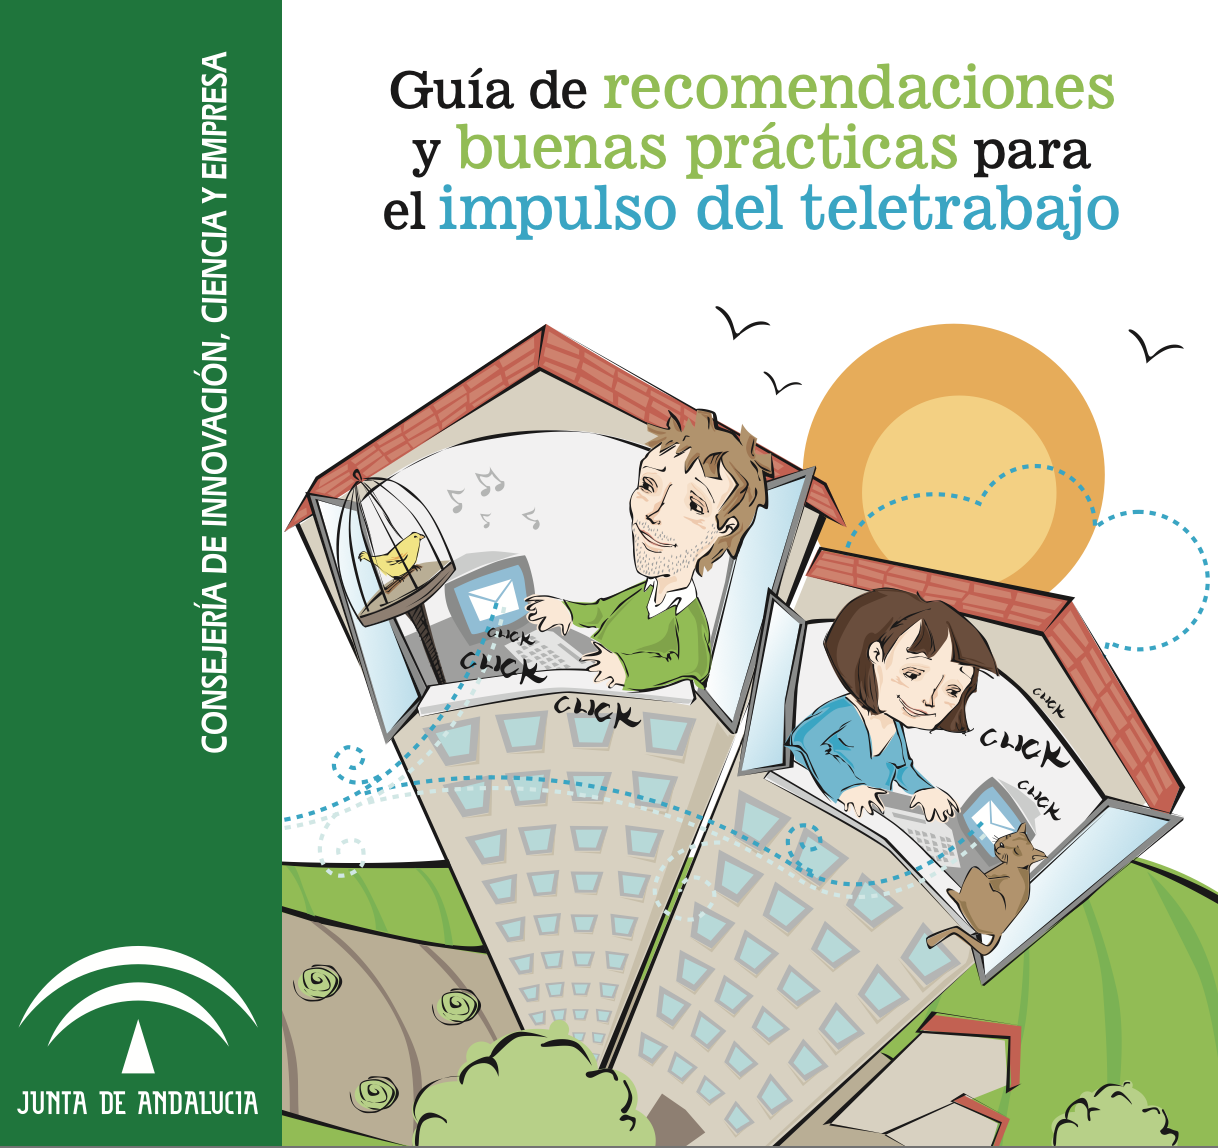 Guía de recomendaciones
y buenas prácticas para
el impulso del teletrabajo
CONSEJERÍA DE INNOVACIÓN, CIENCIA Y EMPRESA
CLICK
CLICK
CLICK
CLICK
CLICK
CLICK
JUNTA DE ANDALUCIA